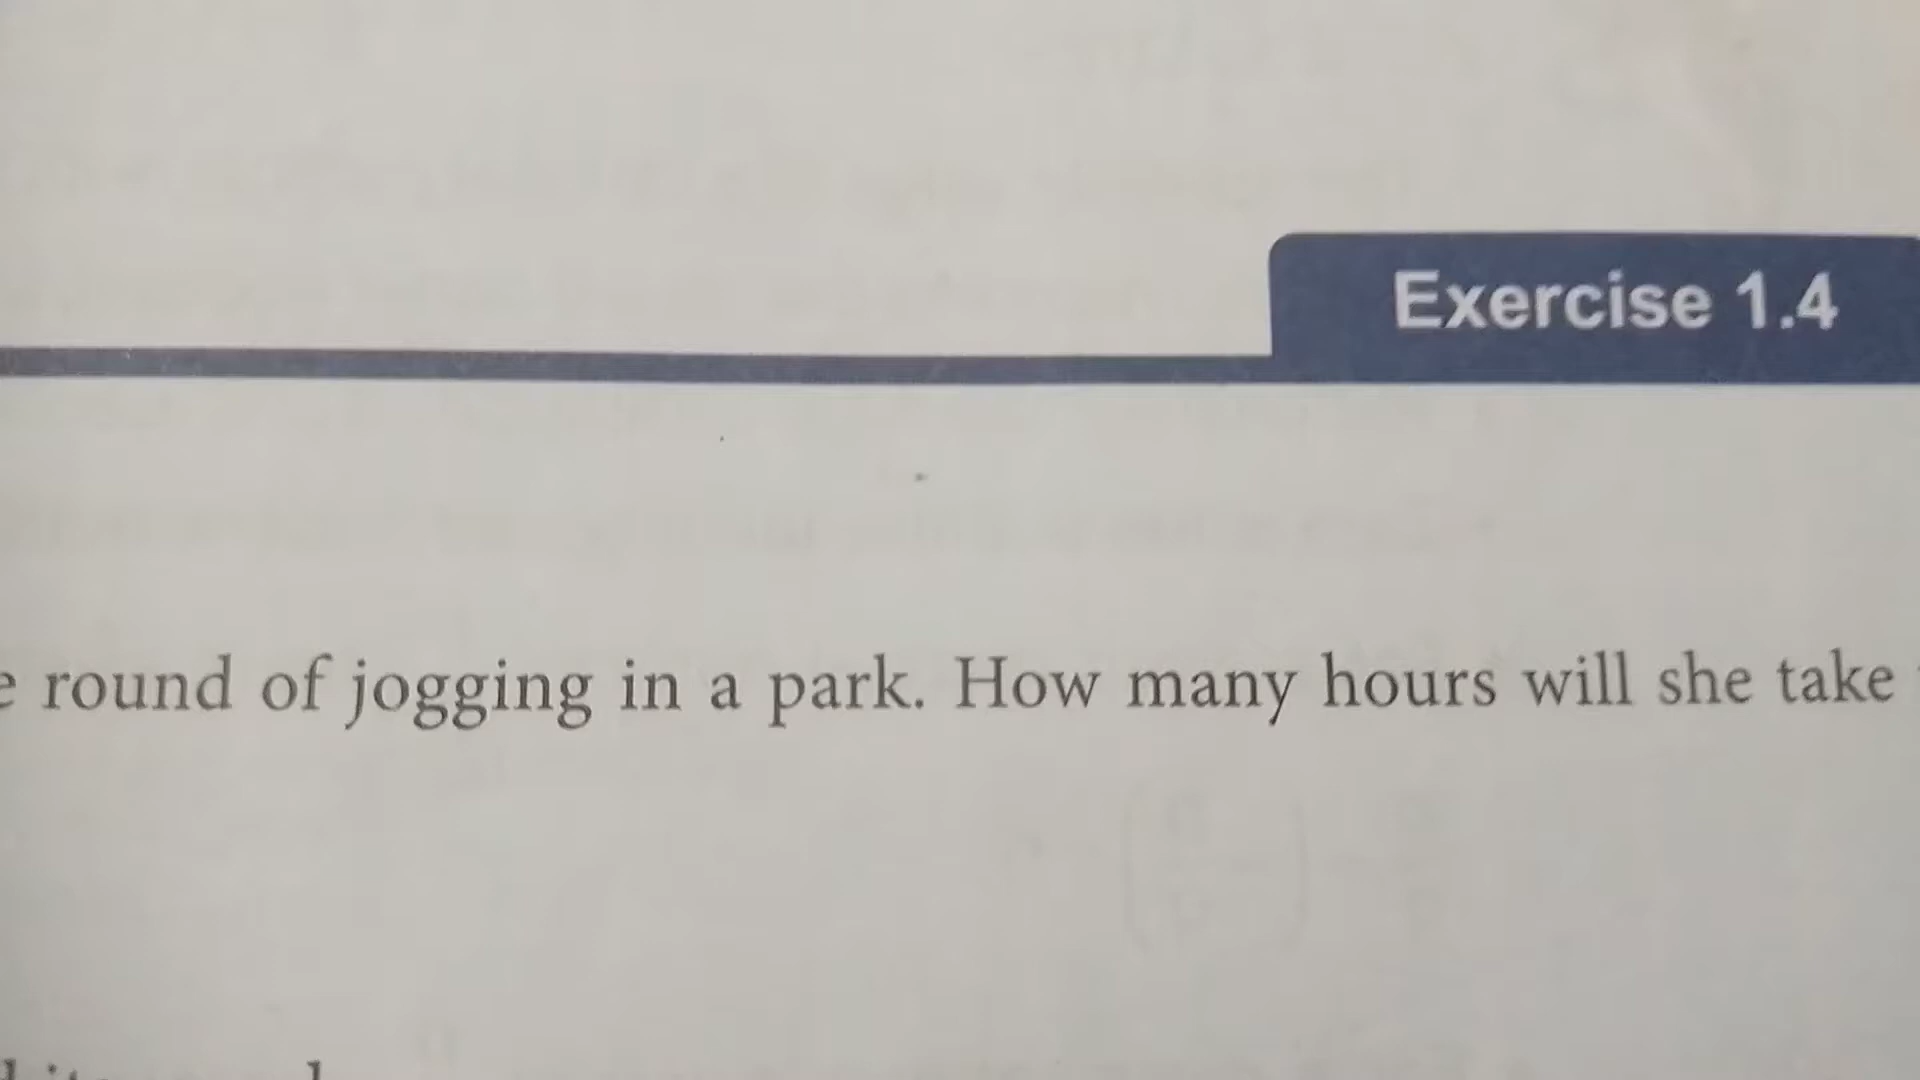 Exercise 1.4
round of jogging in a park. How many hours will she take